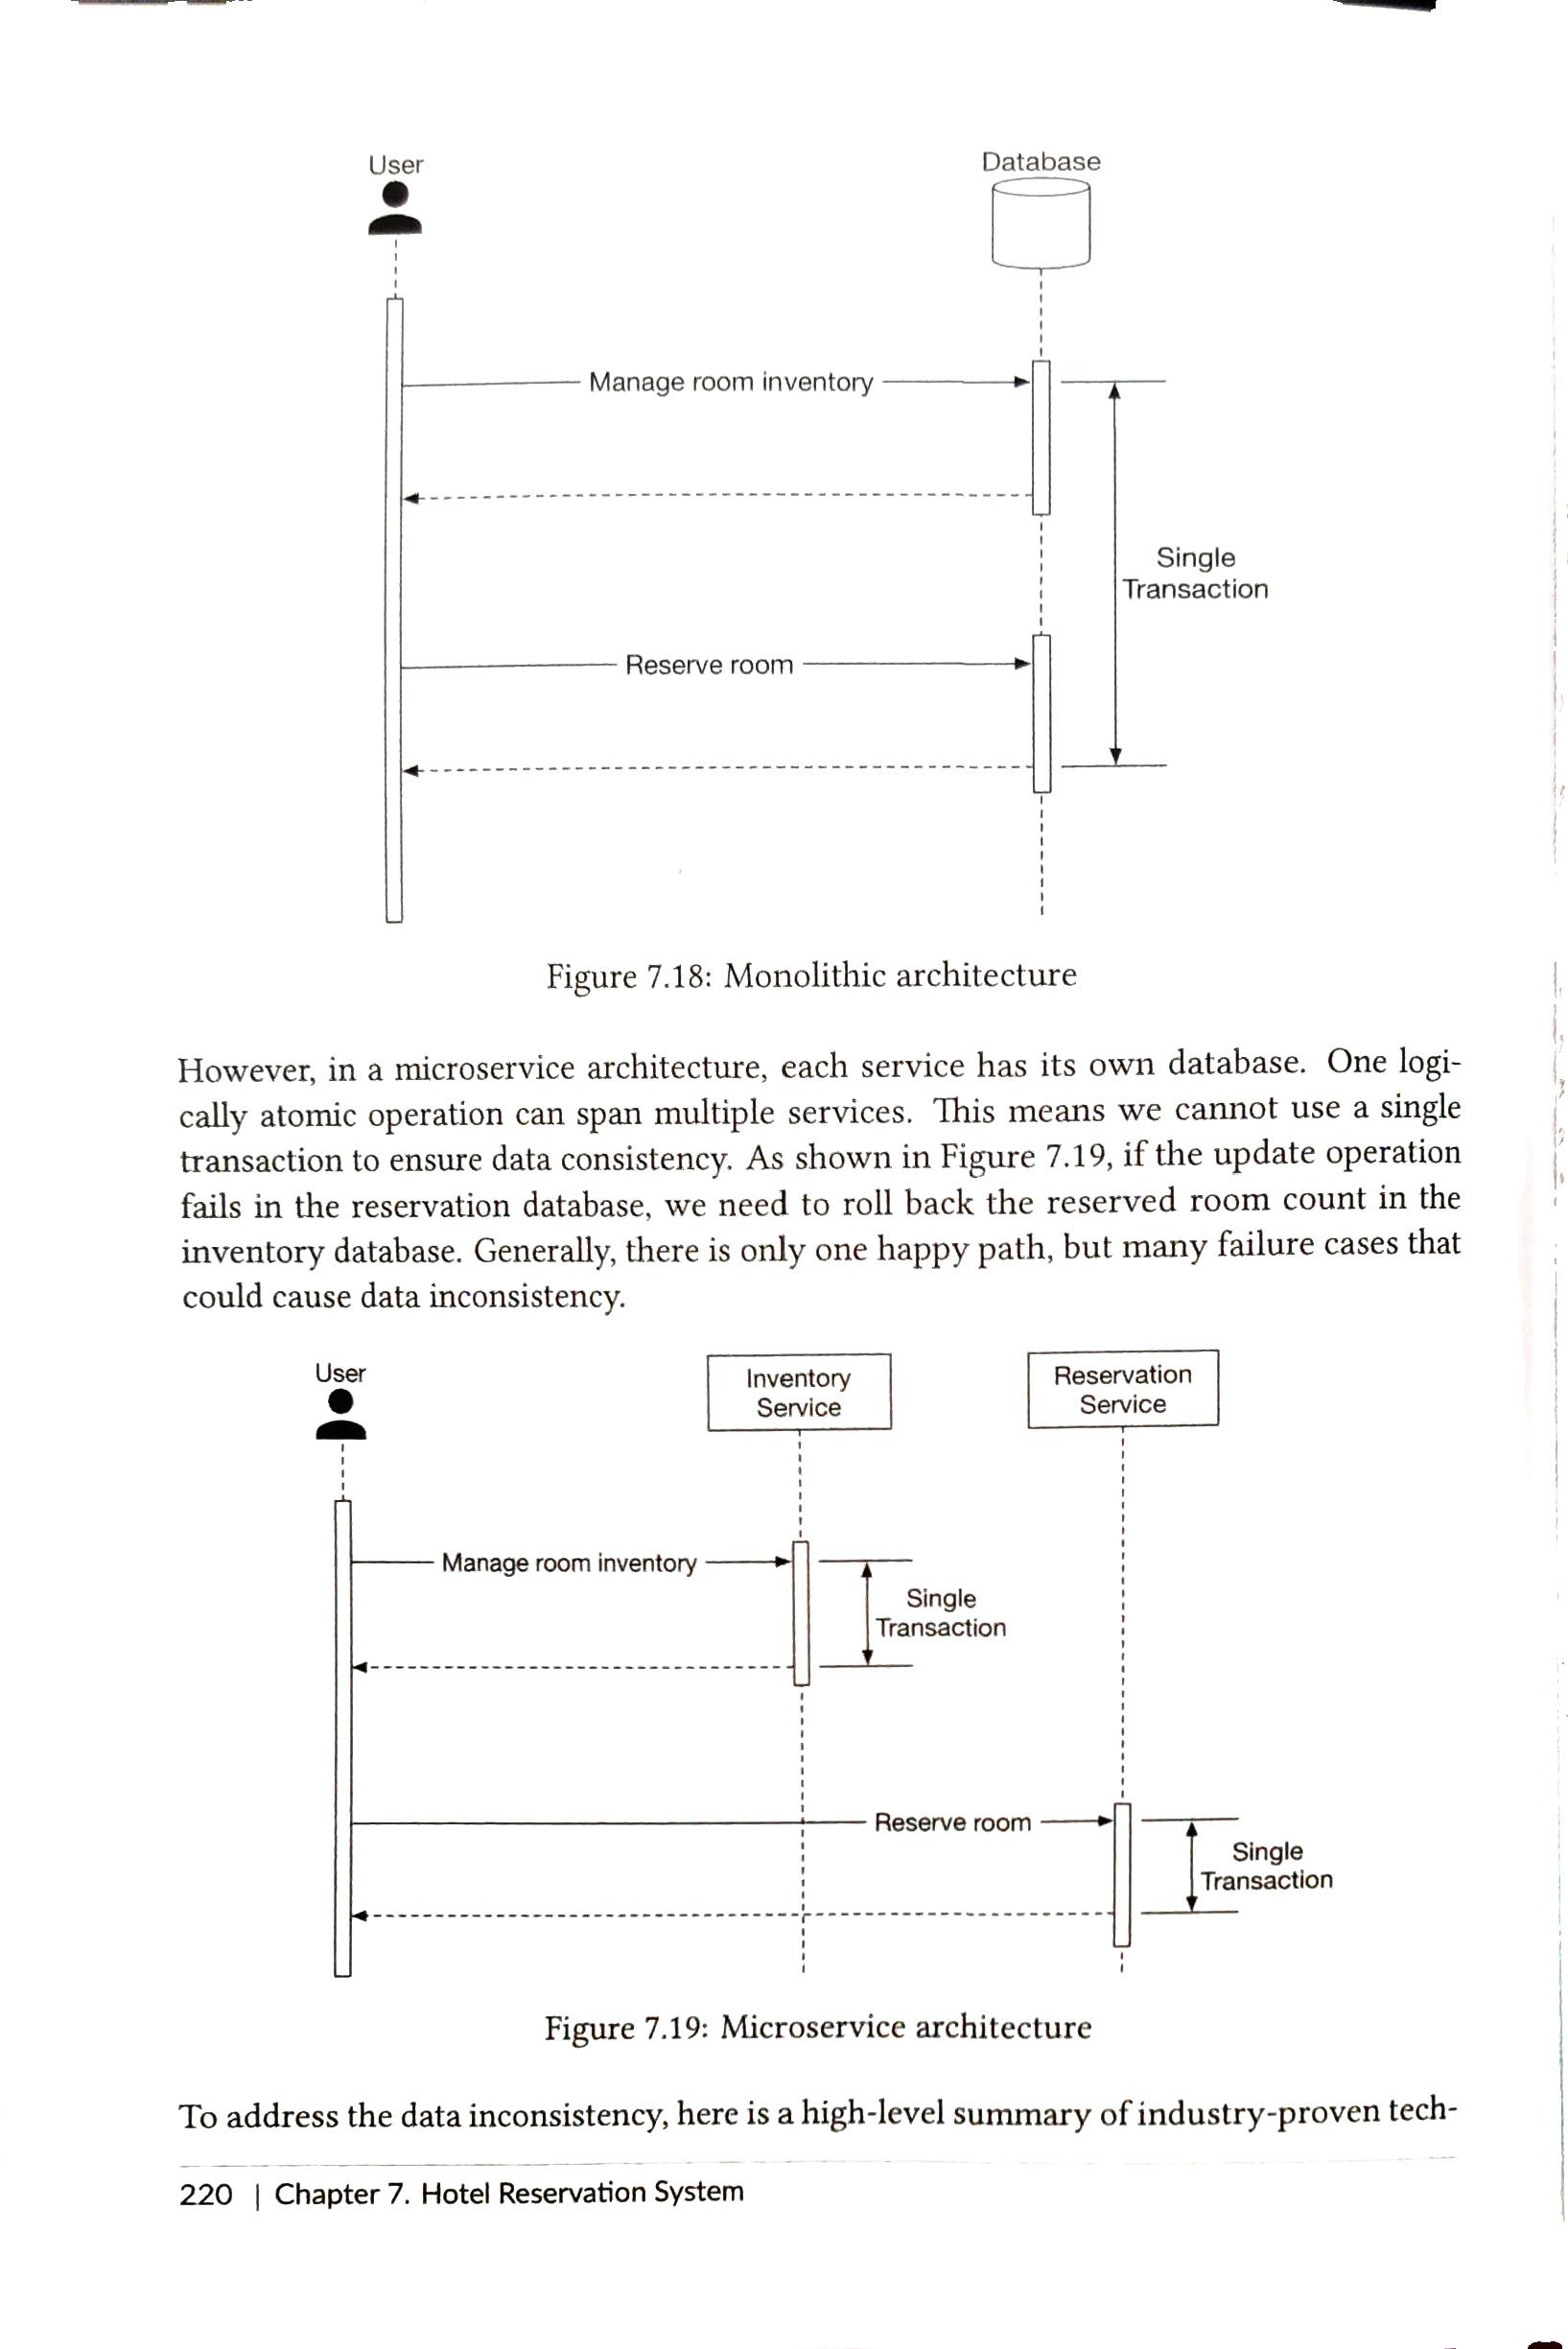 User
Database
Manage room inventory
Single
Transaction
Reserve room
Figure 7.18: Monolithic architecture
However, in a microservice architecture, each service has its own database. One logi-
cally atomic operation can span multiple services. This means we cannot use a single
transaction to ensure data consistency. As shown in Figure 7.19, if the update operation
fails in the reservation database, we need to roll back the reserved room count in the
inventory database. Generally, there is only one happy path, but many failure cases that
could cause data inconsistency.
User
Inventory
Service
Reservation
Service
Manage room inventory
Single
Transaction
Reserve room
Single
Transaction
Figure 7.19: Microservice architecture
To address the data inconsistency, here is a high-level summary of industry-proven tech-
220 | Chapter 7. Hotel Reservation System